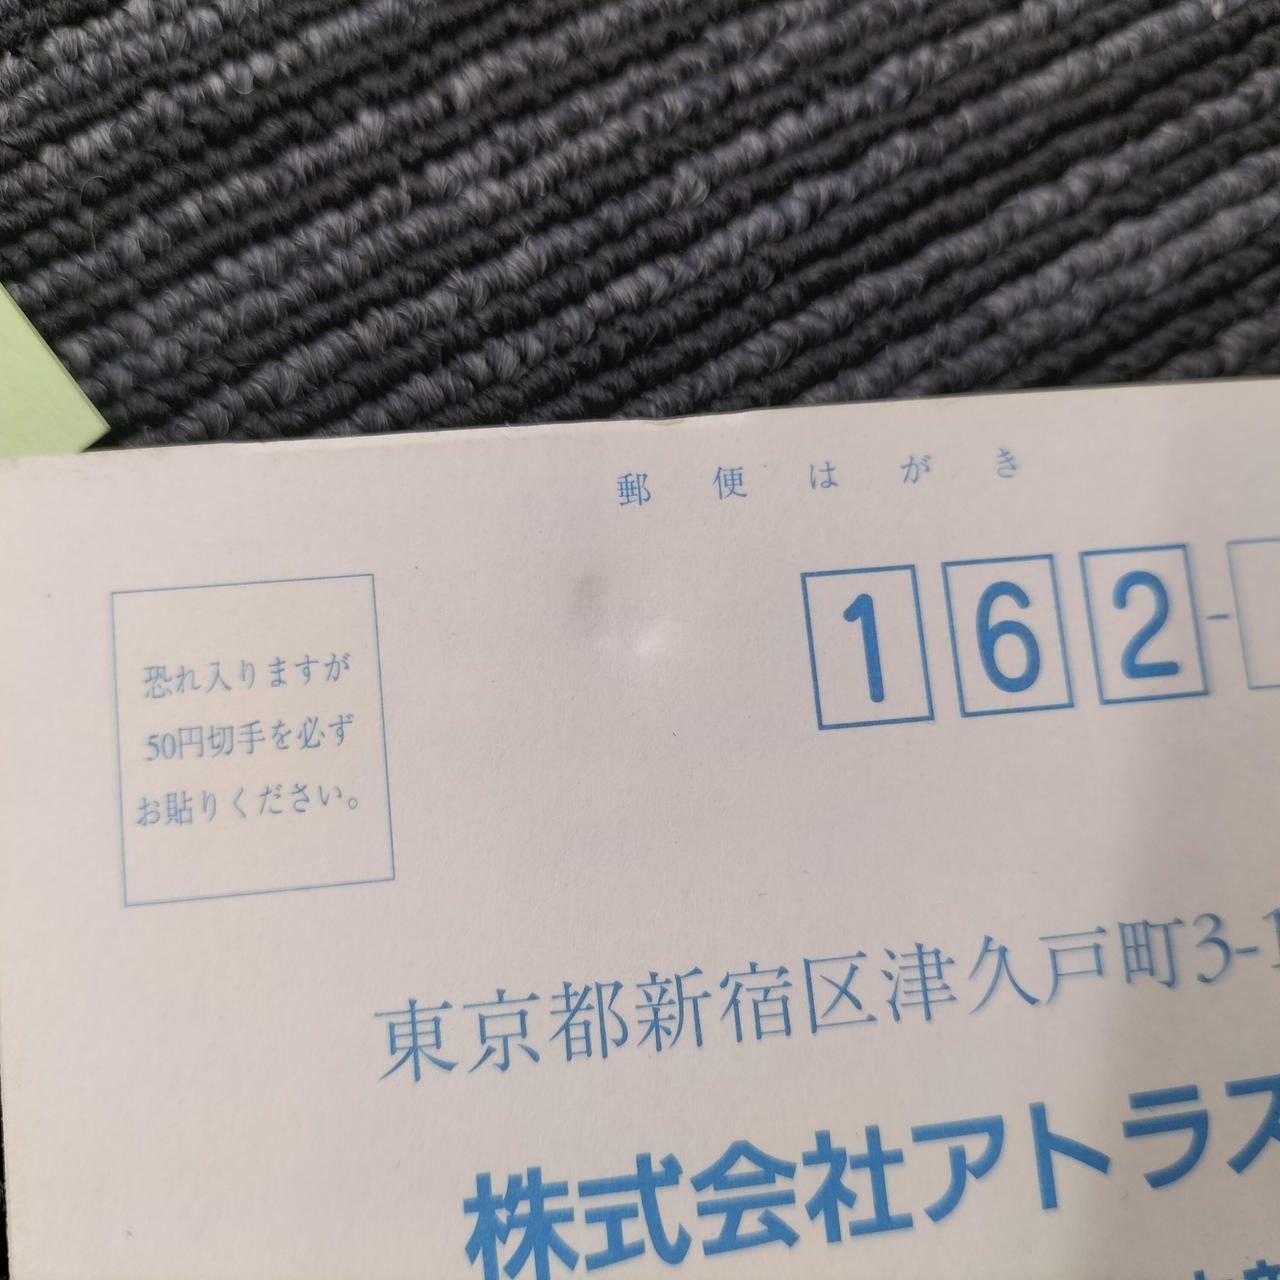 郵便はがき
162-
恐れ入りますが
50円切手を必ず
お貼りください。
東京都新宿区津久戸町3-1
株式会社アトラス